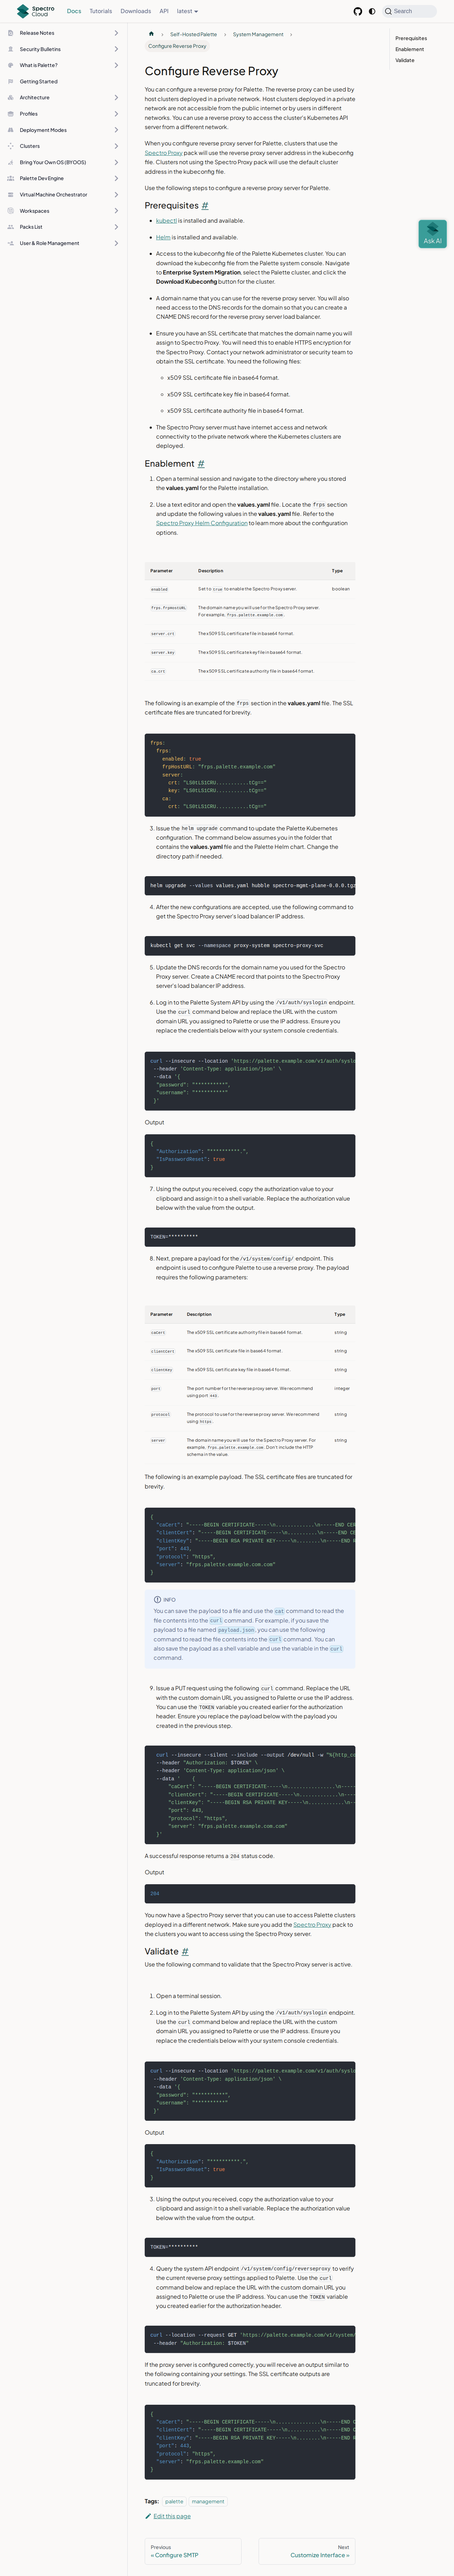 Spectro Cloud
Docs
Tutorials
Downloads
API
latest
Search
Release Notes
Security Bulletins
What is Palette?
Getting Started
Architecture
Profiles
Deployment Modes
Clusters
Bring Your Own OS (BYOOS)
Palette Dev Engine
Virtual Machine Orchestrator
Workspaces
Packs List
User & Role Management
Self-Hosted Palette
System Management
Configure Reverse Proxy
Prerequisites
Enablement
Validate
Ask AI
Configure Reverse Proxy
You can configure a reverse proxy for Palette. The reverse proxy can be used by
host clusters deployed in a private network. Host clusters deployed in a private
network are not accessible from the public internet or by users in different
networks. You can use a reverse proxy to access the cluster's Kubernetes API
server from a different network.
When you configure reverse proxy server for Palette, clusters that use the
Spectro Proxy pack will use the reverse proxy server address in the kubeconfig
file. Clusters not using the Spectro Proxy pack will use the default cluster
address in the kubeconfig file.
Use the following steps to configure a reverse proxy server for Palette.
Prerequisites #
kubectl is installed and available.
Helm is installed and available.
Access to the kubeconfig file of the Palette Kubernetes cluster. You can
download the kubeconfig file from the Palette system console. Navigate
to Enterprise System Migration, select the Palette cluster, and click the
Download Kubeconfig button for the cluster.
A domain name that you can use for the reverse proxy server. You will also
need access to the DNS records for the domain so that you can create a
CNAME DNS record for the reverse proxy server load balancer.
Ensure you have an SSL certificate that matches the domain name you will
assign to Spectro Proxy. You will need this to enable HTTPS encryption for
the Spectro Proxy. Contact your network administrator or security team to
obtain the SSL certificate. You need the following files:
x509 SSL certificate file in base64 format.
x509 SSL certificate key file in base64 format.
x509 SSL certificate authority file in base64 format.
The Spectro Proxy server must have internet access and network
connectivity to the private network where the Kubernetes clusters are
deployed.
Enablement #
1. Open a terminal session and navigate to the directory where you stored
the values.yaml for the Palette installation.
2. Use a text editor and open the values.yaml file. Locate the frps section
and update the following values in the values.yaml file. Refer to the
Spectro Proxy Helm Configuration to learn more about the configuration
options.
Parameter Description Type
enabled Set to true to enable the Spectro Proxy server. boolean
frps.frpHostURL The domain name you will use for the Spectro Proxy server.
For example, frps.palette.example.com.
server.crt The x509 SSL certificate file in base64 format.
server.key The x509 SSL certificate key file in base64 format.
ca.crt The x509 SSL certificate authority file in base64 format.
The following is an example of the frps section in the values.yaml file. The SSL
certificate files are truncated for brevity.
frps:
frps:
enabled: true
frpHostURL: "frps.palette.example.com"
server:
crt: "LS0tLS1CRU...........tCg=="
key: "LS0tLS1CRU...........tCg=="
ca:
crt: "LS0tLS1CRU...........tCg=="
3. Issue the helm upgrade command to update the Palette Kubernetes
configuration. The command below assumes you in the folder that
contains the values.yaml file and the Palette Helm chart. Change the
directory path if needed.
helm upgrade --values values.yaml hubble spectro-mgmt-plane-0.0.0.tgz
4. After the new configurations are accepted, use the following command to
get the Spectro Proxy server's load balancer IP address.
kubectl get svc --namespace proxy-system spectro-proxy-svc
5. Update the DNS records for the domain name you used for the Spectro
Proxy server. Create a CNAME record that points to the Spectro Proxy
server's load balancer IP address.
6. Log in to the Palette System API by using the /v1/auth/syslogin endpoint.
Use the curl command below and replace the URL with the custom
domain URL you assigned to Palette or use the IP address. Ensure you
replace the credentials below with your system console credentials.
curl --insecure --location 'https://palette.example.com/v1/auth/syslo
--header 'Content-Type: application/json' \
--data '{
"password": "**********",
"username": "**********"
}'
Output
{
"Authorization": "**********.",
"IsPasswordReset": true
}
7. Using the output you received, copy the authorization value to your
clipboard and assign it to a shell variable. Replace the authorization value
below with the value from the output.
TOKEN=**********
8. Next, prepare a payload for the /v1/system/config/ endpoint. This
endpoint is used to configure Palette to use a reverse proxy. The payload
requires the following parameters:
Parameter Description Type
caCert The x509 SSL certificate authority file in base64 format. string
clientCert The x509 SSL certificate file in base64 format. string
clientKey The x509 SSL certificate key file in base64 format. string
port The port number for the reverse proxy server. We recommend integer
using port 443.
protocol The protocol to use for the reverse proxy server. We recommend string
using https.
server The domain name you will use for the Spectro Proxy server. For string
example, frps.palette.example.com. Don't include the HTTP
schema in the value.
The following is an example payload. The SSL certificate files are truncated for
brevity.
{
"caCert": "-----BEGIN CERTIFICATE-----\n.............\n-----END CER
"clientCert": "-----BEGIN CERTIFICATE-----\n............\n-----END CE
"clientKey": "-----BEGIN RSA PRIVATE KEY-----\n........\n-----END R
"port": 443,
"protocol": "https",
"server": "frps.palette.example.com.com"
}
INFO
You can save the payload to a file and use the cat command to read the
file contents into the curl command. For example, if you save the
payload to a file named payload.json, you can use the following
command to read the file contents into the curl command. You can
also save the payload as a shell variable and use the variable in the curl
command.
9. Issue a PUT request using the following curl command. Replace the URL
with the custom domain URL you assigned to Palette or use the IP address.
You can use the TOKEN variable you created earlier for the authorization
header. Ensure you replace the payload below with the payload you
created in the previous step.
curl --insecure --silent --include --output /dev/null -w "%{http_co
--header "Authorization: $TOKEN" \
--header 'Content-Type: application/json' \
--data ' {
"caCert": "-----BEGIN CERTIFICATE-----\n................\n-----
"clientCert": "-----BEGIN CERTIFICATE-----\n.............\n----
"clientKey": "-----BEGIN RSA PRIVATE KEY-----\n............\n--
"port": 443,
"protocol": "https",
"server": "frps.palette.example.com.com"
}'
A successful response returns a 204 status code.
Output
204
You now have a Spectro Proxy server that you can use to access Palette clusters
deployed in a different network. Make sure you add the Spectro Proxy pack to
the clusters you want to access using the Spectro Proxy server.
Validate #
Use the following command to validate that the Spectro Proxy server is active.
1. Open a terminal session.
2. Log in to the Palette System API by using the /v1/auth/syslogin endpoint.
Use the curl command below and replace the URL with the custom
domain URL you assigned to Palette or use the IP address. Ensure you
replace the credentials below with your system console credentials.
curl --insecure --location 'https://palette.example.com/v1/auth/syslo
--header 'Content-Type: application/json' \
--data '{
"password": "**********",
"username": "**********"
}'
Output
{
"Authorization": "**********.",
"IsPasswordReset": true
}
3. Using the output you received, copy the authorization value to your
clipboard and assign it to a shell variable. Replace the authorization value
below with the value from the output.
TOKEN=**********
4. Query the system API endpoint /v1/system/config/reverseproxy to verify
the current reverse proxy settings applied to Palette. Use the curl
command below and replace the URL with the custom domain URL you
assigned to Palette or use the IP address. You can use the TOKEN variable
you created earlier for the authorization header.
curl --location --request GET 'https://palette.example.com/v1/system/
--header "Authorization: $TOKEN"
If the proxy server is configured correctly, you will receive an output similar to
the following containing your settings. The SSL certificate outputs are
truncated for brevity.
{
"caCert": "-----BEGIN CERTIFICATE-----\n...............\n-----END C
"clientCert": "-----BEGIN CERTIFICATE-----\n...........\n-----END C
"clientKey": "-----BEGIN RSA PRIVATE KEY-----\n........\n-----END R
"port": 443,
"protocol": "https",
"server": "frps.palette.example.com"
}
Tags: palette management
Edit this page
Previous
« Configure SMTP
Next
Customize Interface »